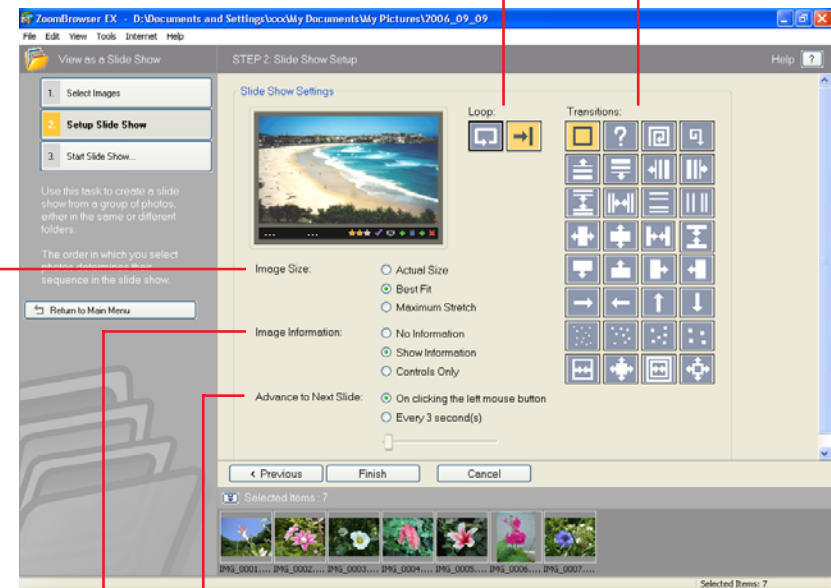 ZoomBrowser EX - D:\Documents and Settings\xxx\My Documents\My Pictures\2006_09_09
File Edit View Tools Internet Help
View as a Slide Show
STEP 2: Slide Show Setup
Help ?
1. Select Images
2. Setup Slide Show
3. Start Slide Show...
Use this task to create a slide
show from a group of photos,
either in the same or different
folders.
The order in which you select
photos determines their
sequence in the slide show.
Return to Main Menu
Slide Show Settings
Loop:
Transitions:
?
... ...
Image Size:
Actual Size
Best Fit
Maximum Stretch
Image Information:
No Information
Show Information
Controls Only
Advance to Next Slide:
On clicking the left mouse button
Every 3 second(s)
< Previous
Finish
Cancel
Selected Items : 7
IMG_0001.... IMG_0002.... IMG_0003.... IMG_0004.... IMG_0005.... IMG_0006.... IMG_0007....
Selected Items: 7